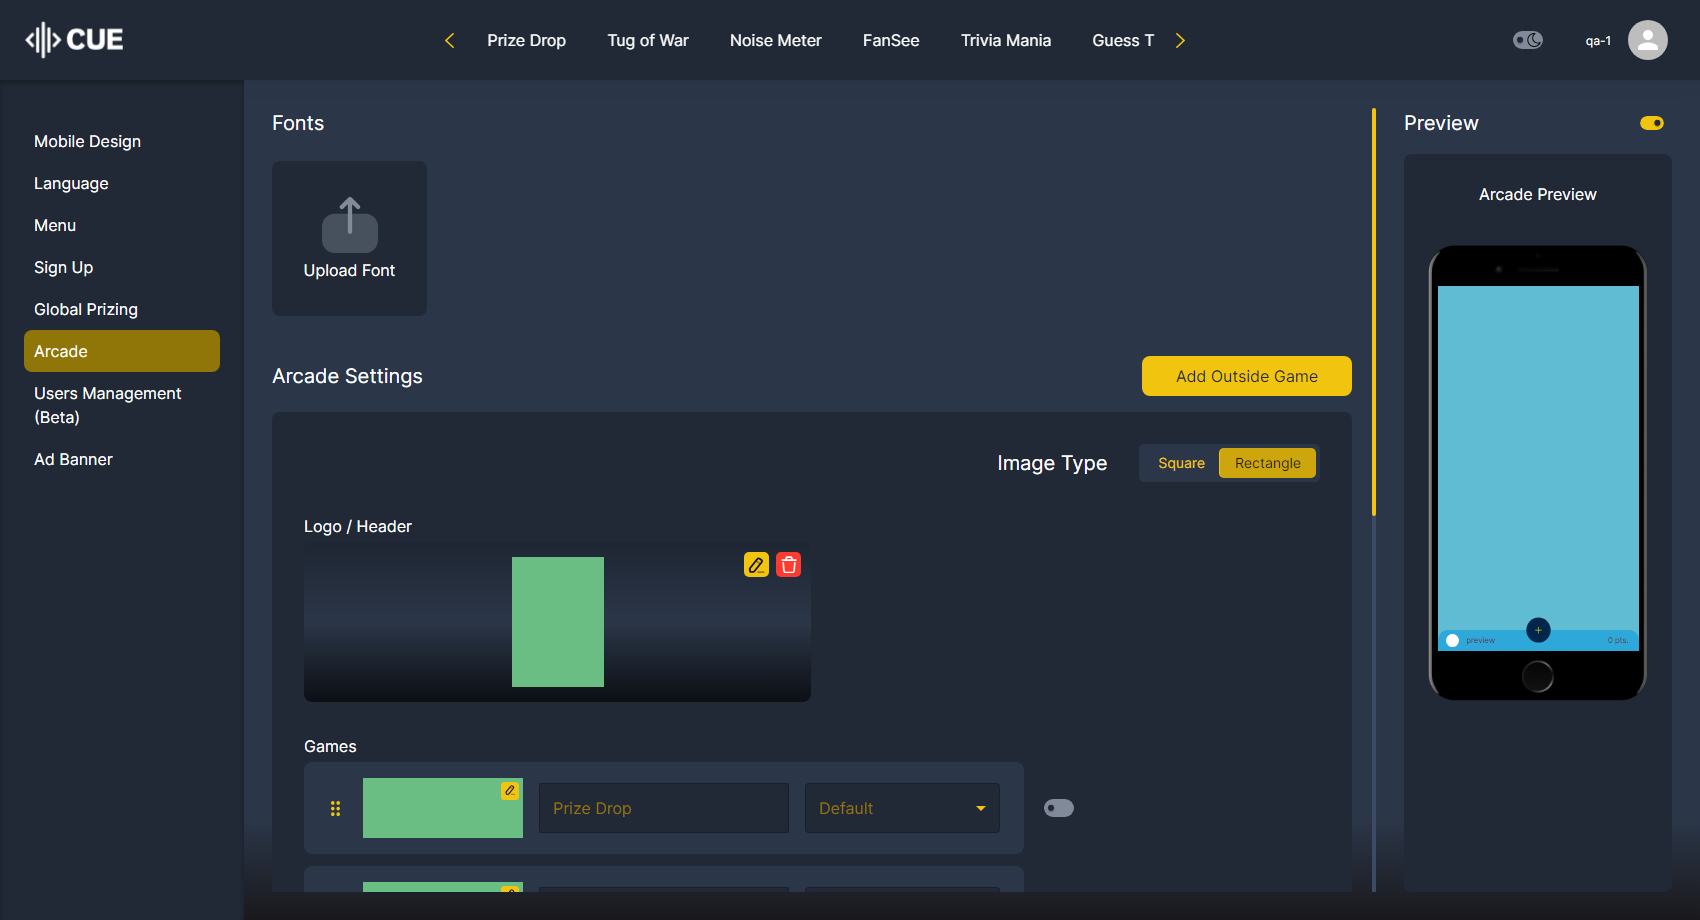 CUE
Prize Drop
Tug of War
Noise Meter
FanSee
Trivia Mania
Guess T
qa-1
Mobile Design
Language
Menu
Sign Up
Global Prizing
Arcade
Users Management
(Beta)
Ad Banner
Fonts
Upload Font
Arcade Settings
Add Outside Game
Image Type
Square
Rectangle
Logo / Header
Games
Prize Drop
Default
Preview
Arcade Preview
preview
0 pts.